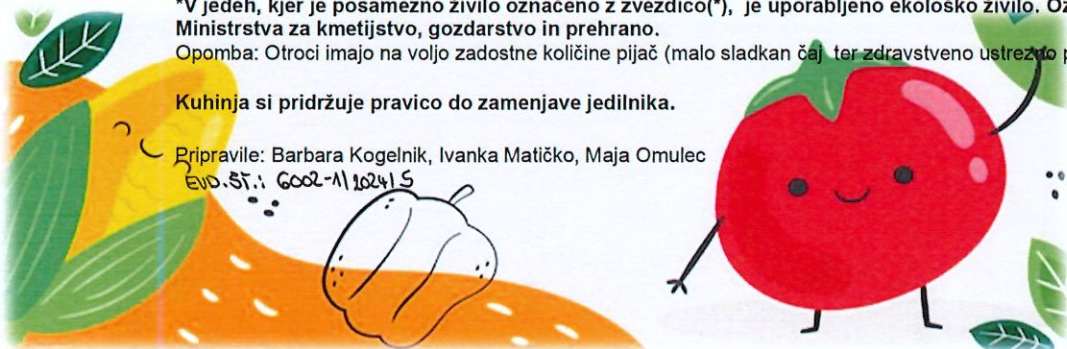 *V jedeh, kjer je posamezno živilo označeno z zvezdico(*), je uporabljeno ekološko živilo.
Ministrstva za kmetijstvo, gozdarstvo in prehrano.
Opomba: Otroci imajo na voljo zadostne količine pijač (malo sladkan čaj ter zdravstveno ustrezno
Kuhinja si pridržuje pravico do zamenjave jedilnika.
Pripravile: Barbara Kogelnik, Ivanka Matičko, Maja Omulec
EVD.ŠT.: 6002-1/2024/5